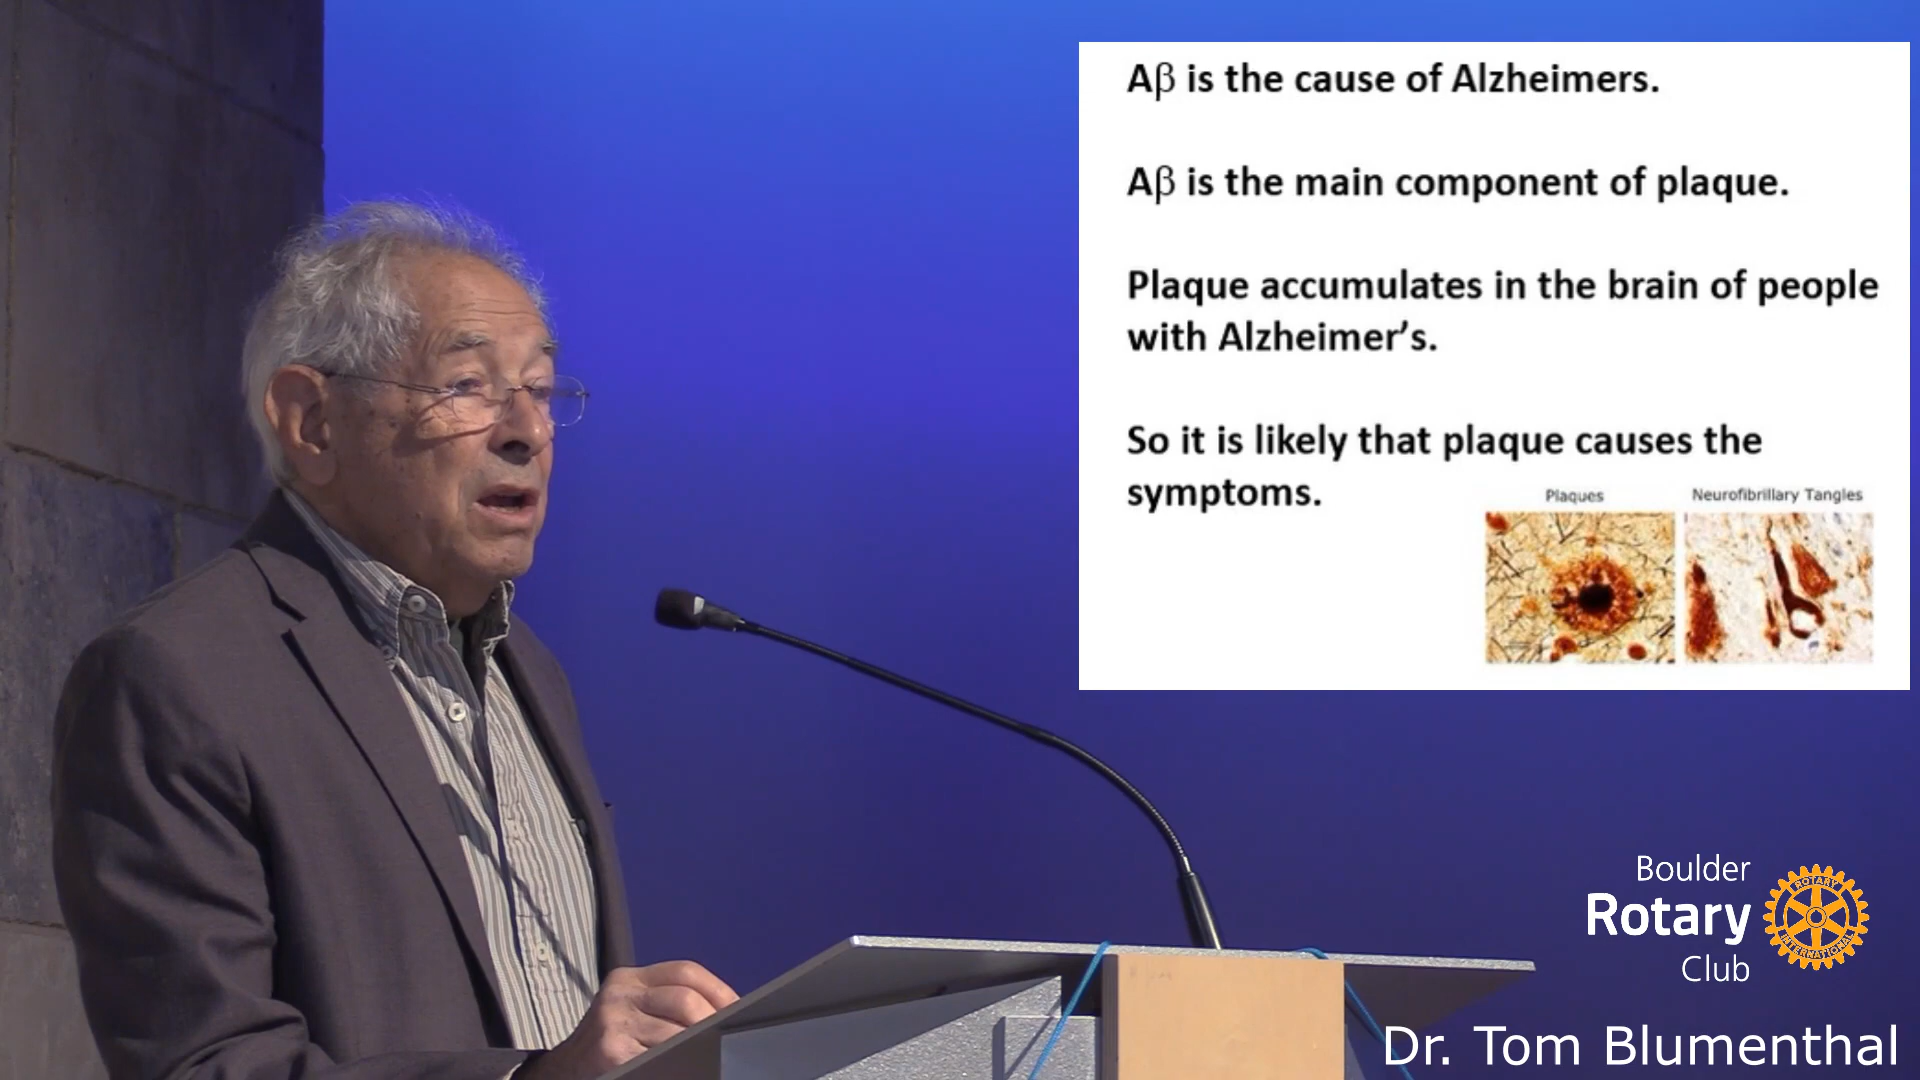 Aβ is the cause of Alzheimers.
Aβ is the main component of plaque.
Plaque accumulates in the brain of people
with Alzheimer’s.
So it is likely that plaque causes the
symptoms.
Plaques
Neurofibrillary Tangles
Boulder
Rotary
Club
ROTARY
INTERNATIONAL
Dr. Tom Blumenthal